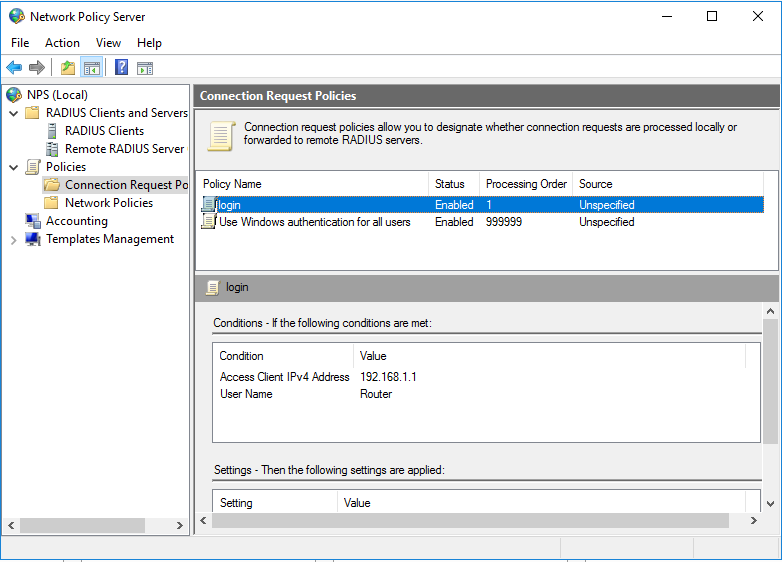 Network Policy Server
File Action View Help
NPS (Local)
RADIUS Clients and Servers
RADIUS Clients
Remote RADIUS Server
Policies
Connection Request Po
Network Policies
Accounting
Templates Management
Connection Request Policies
Connection request policies allow you to designate whether connection requests are processed locally or
forwarded to remote RADIUS servers.
Policy Name Status Processing Order Source
login Enabled 1 Unspecified
Use Windows authentication for all users Enabled 999999 Unspecified
login
Conditions - If the following conditions are met:
Condition Value
Access Client IPv4 Address 192.168.1.1
User Name Router
Settings - Then the following settings are applied:
Setting Value